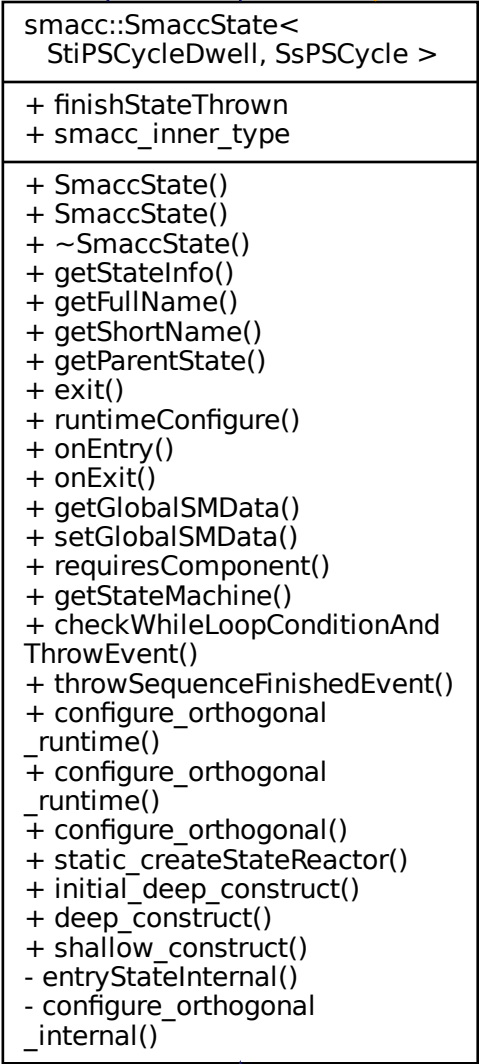 smacc::SmaccState<
StiPSCycleDwell, SsPSCycle >
+ finishStateThrown
+ smacc_inner_type
+ SmaccState()
+ SmaccState()
+ ~SmaccState()
+ getStateInfo()
+ getFullName()
+ getShortName()
+ getParentState()
+ exit()
+ runtimeConfigure()
+ onEntry()
+ onExit()
+ getGlobalSMData()
+ setGlobalSMData()
+ requiresComponent()
+ getStateMachine()
+ checkWhileLoopConditionAnd
ThrowEvent()
+ throwSequenceFinishedEvent()
+ configure_orthogonal
_runtime()
+ configure_orthogonal
_runtime()
+ configure_orthogonal()
+ static_createStateReactor()
+ initial_deep_construct()
+ deep_construct()
+ shallow_construct()
- entryStateInternal()
- configure_orthogonal
_internal()